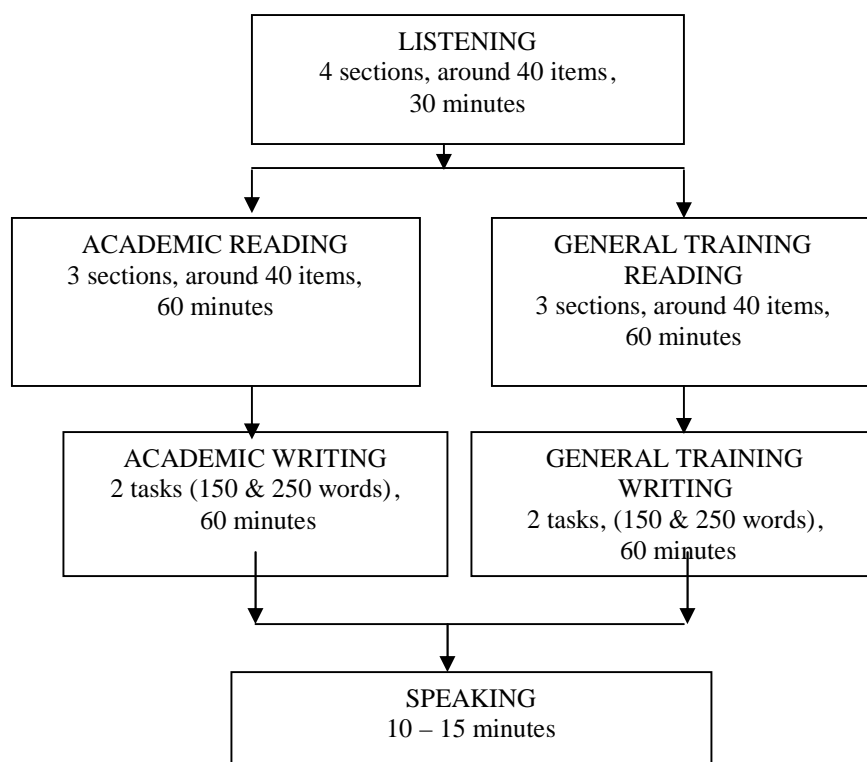 LISTENING
4 sections, around 40 items,
30 minutes
ACADEMIC READING
3 sections, around 40 items,
60 minutes
GENERAL TRAINING
READING
3 sections, around 40 items,
60 minutes
ACADEMIC WRITING
2 tasks (150 & 250 words),
60 minutes
GENERAL TRAINING
WRITING
2 tasks, (150 & 250 words),
60 minutes
SPEAKING
10 – 15 minutes